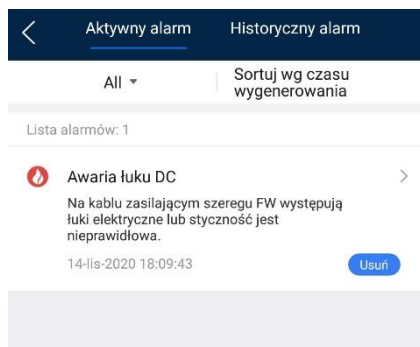 Aktywny alarm Historyczny alarm
All Sortuj wg czasu
wygenerowania
Lista alarmów: 1
Awaria łuku DC
Na kablu zasilającym szeregu FW występują
łuki elektryczne lub styczność jest
nieprawidłowa.
14-lis-2020 18:09:43 Usuń